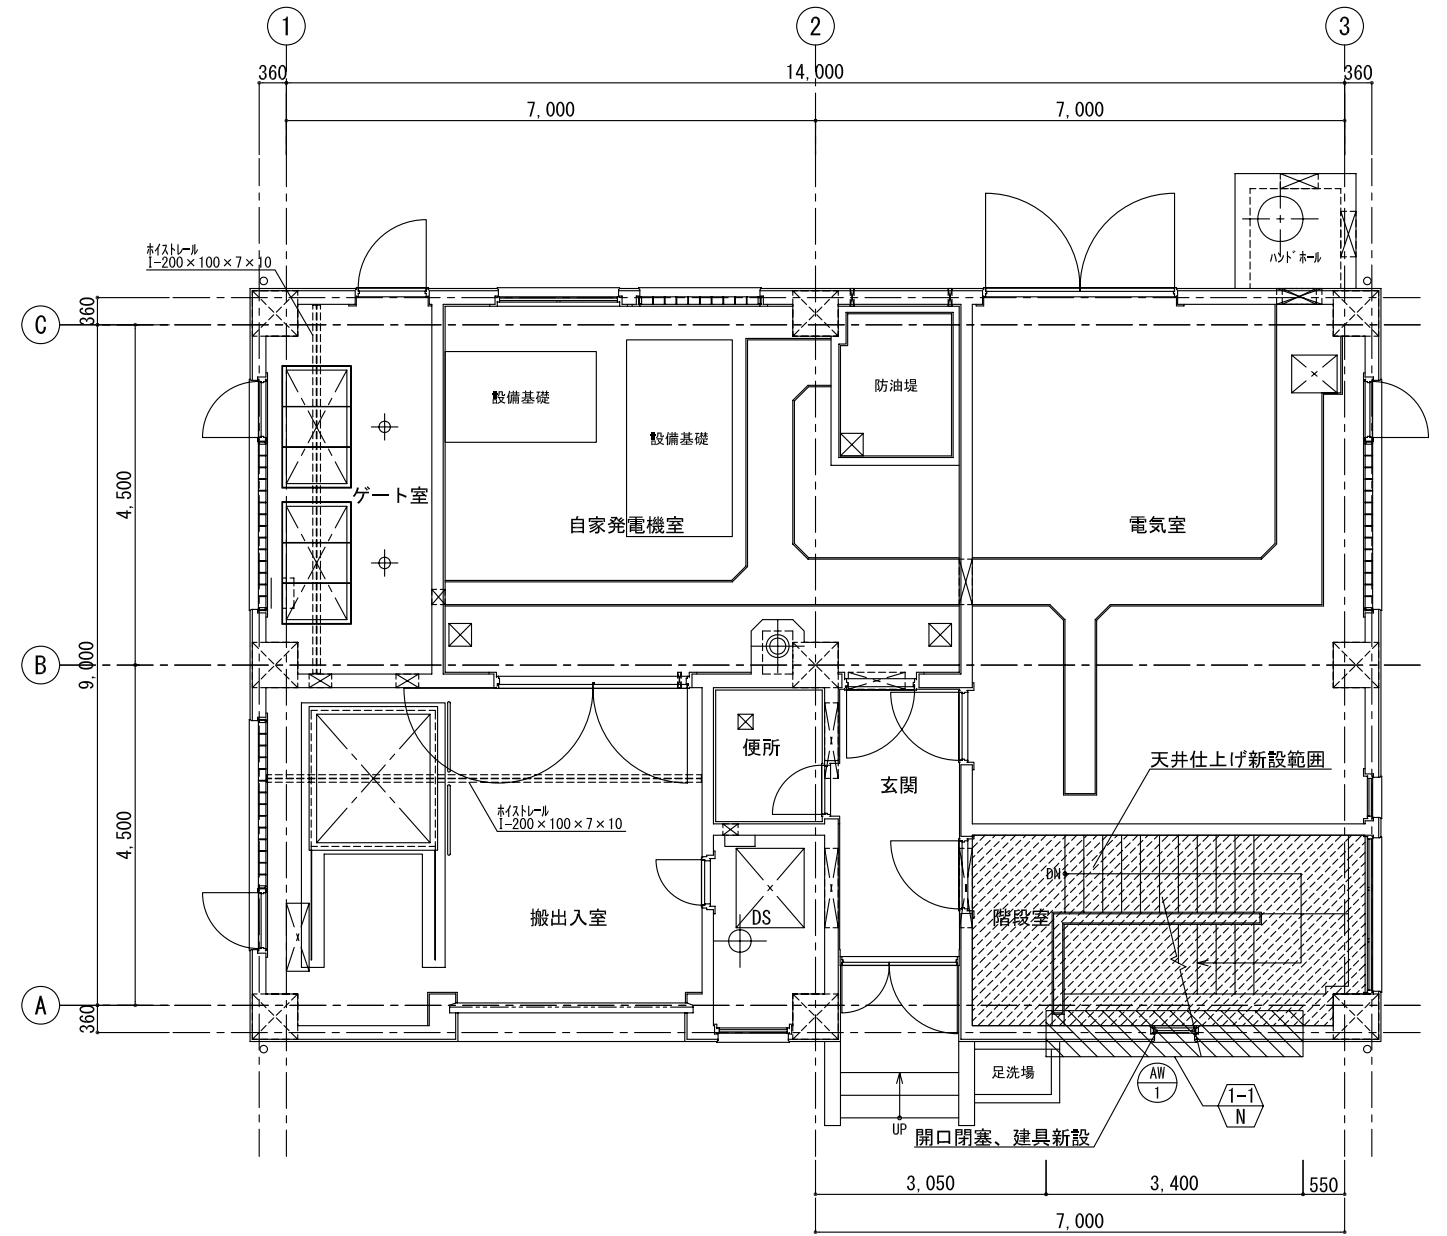 1
2
3
360
14,000
360
7,000
7,000
ﾎｲｽﾄﾚｰﾙ
I-200×100×7×10
ﾊﾝﾄﾞﾎｰﾙ
360
C
設備基礎
設備基礎
防油堤
4,500
ゲート室
自家発電機室
電気室
B
9,000
便所
玄関
天井仕上げ新設範囲
ﾎｲｽﾄﾚｰﾙ
I-200×100×7×10
4,500
DN
搬出入室
DS
階段室
A
360
足洗場
AW
1
1-1
N
UP
開口閉塞、建具新設
3,050
3,400
550
7,000